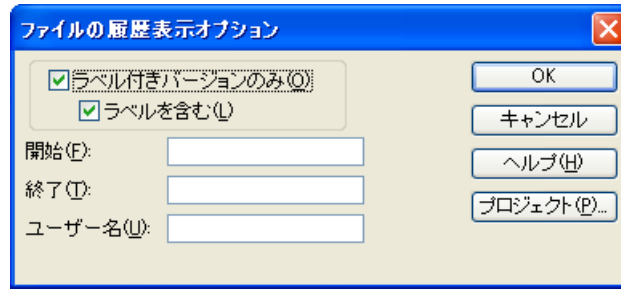 ファイルの履歴表示オプション
ラベル付きバージョンのみ(O)
ラベルを含む(L)
開始(F):
終了(T):
ユーザー名(U):
OK
キャンセル
ヘルプ(H)
プロジェクト(P)...